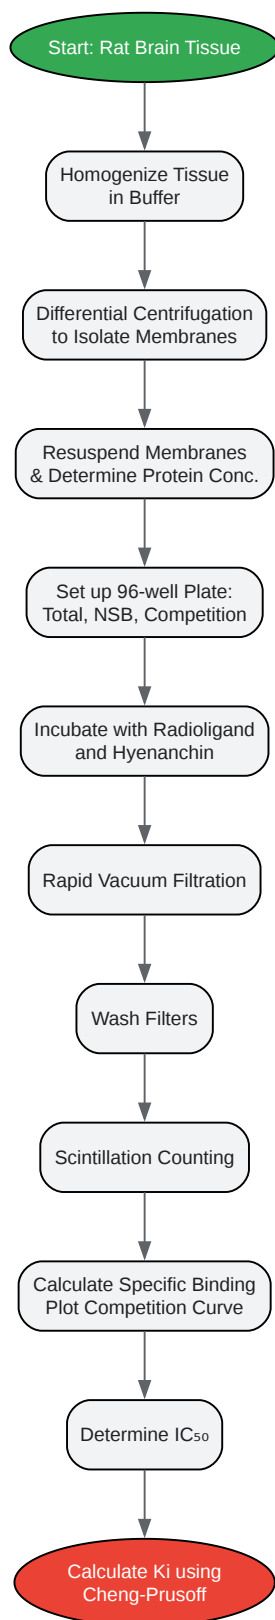 Start: Rat Brain Tissue
Homogenize Tissue
in Buffer
Differential Centrifugation
to Isolate Membranes
Resuspend Membranes
& Determine Protein Conc.
Set up 96-well Plate:
Total, NSB, Competition
Incubate with Radioligand
and Hyenanchin
Rapid Vacuum Filtration
Wash Filters
Scintillation Counting
Calculate Specific Binding
Plot Competition Curve
Determine IC₅₀
Calculate Ki using
Cheng-Prusoff